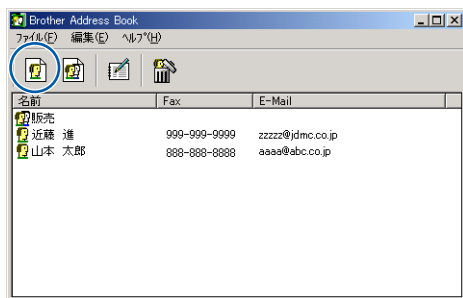 Brother Address Book
ファイル(F) 編集(E) ヘルプ(H)
名前 Fax E-Mail
販売
近藤 進 999-999-9999 zzzzz@jdmc.co.jp
山本 太郎 888-888-8888 aaaa@abc.co.jp